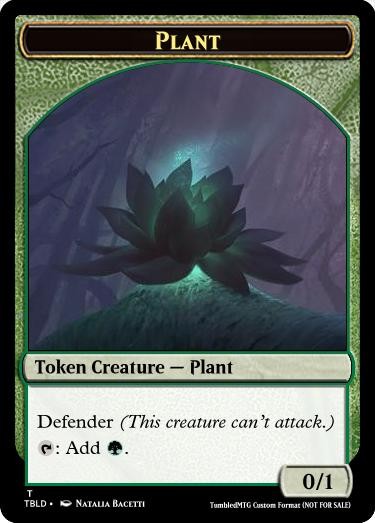 PLANT
Token Creature — Plant
Defender (This creature can't attack.)
: Add .
0/1
T
TBLD • NATALIA BACETTI
TumbledMTG Custom Format (NOT FOR SALE)